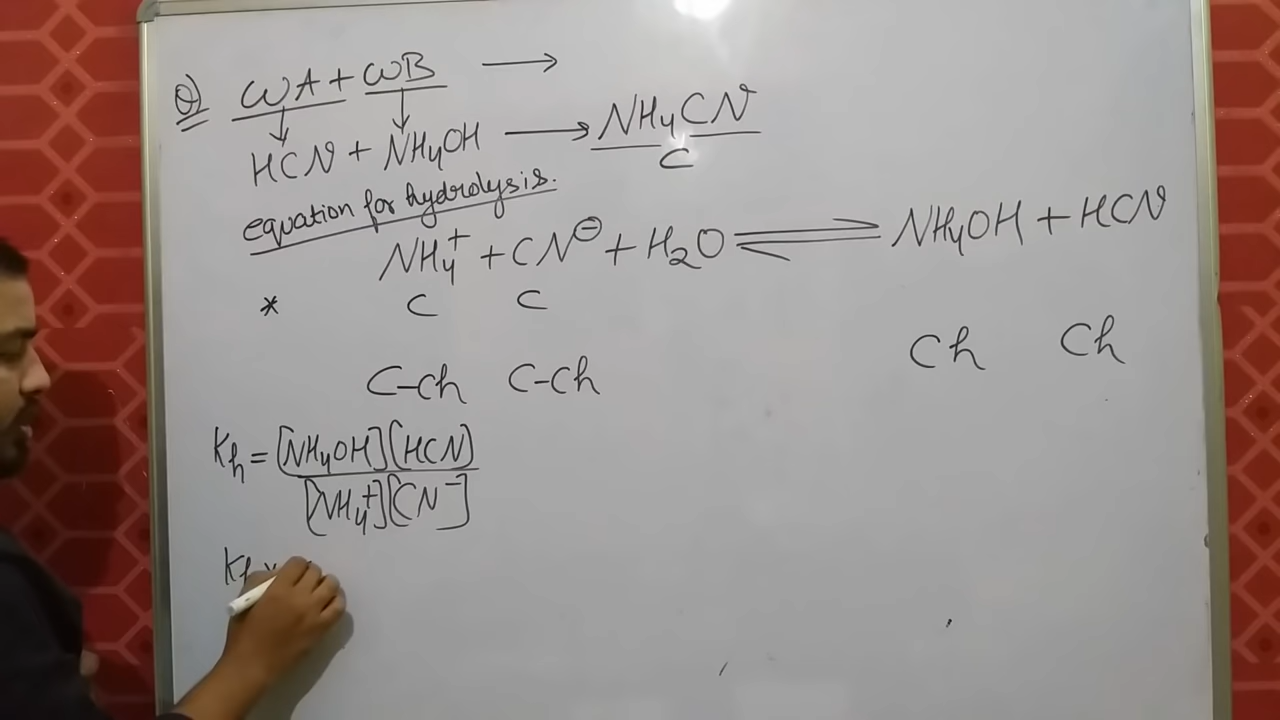 Q) WA + WB →
HCN + NH₄OH → NH₄CN
C
equation for hydrolysis.
NH₄⁺ + CN⊖ + H₂O ⇌ NH₄OH + HCN
* C C
C-Ch C-Ch Ch Ch
Kh = [NH₄OH][HCN]
[NH₄⁺][CN⁻]
Kh ×